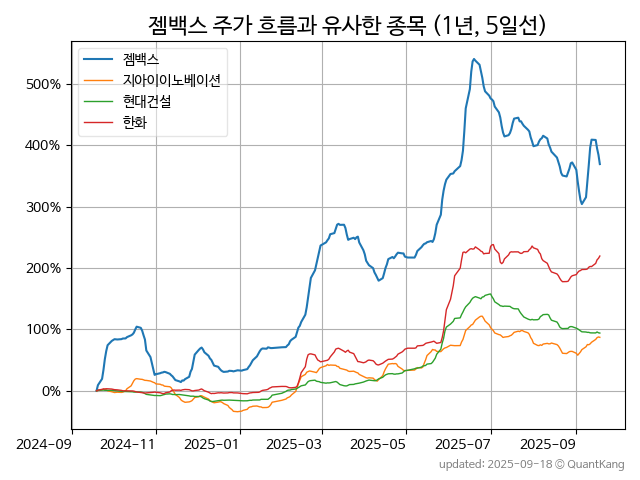 젬백스 주가 흐름과 유사한 종목 (1년, 5일선)
젬백스
지아이이노베이션
현대건설
한화
500%
400%
300%
200%
100%
0%
2024-09 2024-11 2025-01 2025-03 2025-05 2025-07 2025-09
updated: 2025-09-18 © QuantKang